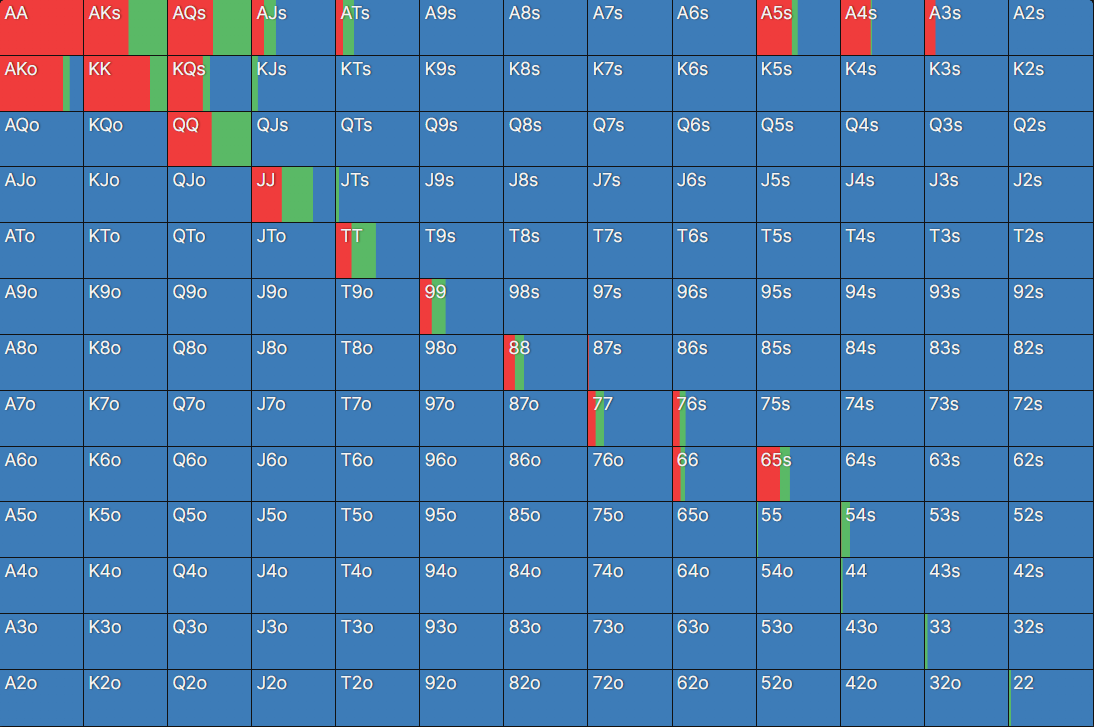 AA AKs AQs AJs ATs A9s A8s A7s A6s A5s A4s A3s A2s
AKo KK KQs KJs KTs K9s K8s K7s K6s K5s K4s K3s K2s
AQo KQo QQ QJs QTs Q9s Q8s Q7s Q6s Q5s Q4s Q3s Q2s
AJo KJo QJo JJ JTs J9s J8s J7s J6s J5s J4s J3s J2s
ATo KTo QTo JTo TT T9s T8s T7s T6s T5s T4s T3s T2s
A9o K9o Q9o J9o T9o 99 98s 97s 96s 95s 94s 93s 92s
A8o K8o Q8o J8o T8o 98o 88 87s 86s 85s 84s 83s 82s
A7o K7o Q7o J7o T7o 97o 87o 77 76s 75s 74s 73s 72s
A6o K6o Q6o J6o T6o 96o 86o 76o 66 65s 64s 63s 62s
A5o K5o Q5o J5o T5o 95o 85o 75o 65o 55 54s 53s 52s
A4o K4o Q4o J4o T4o 94o 84o 74o 64o 54o 44 43s 42s
A3o K3o Q3o J3o T3o 93o 83o 73o 63o 53o 43o 33 32s
A2o K2o Q2o J2o T2o 92o 82o 72o 62o 52o 42o 32o 22